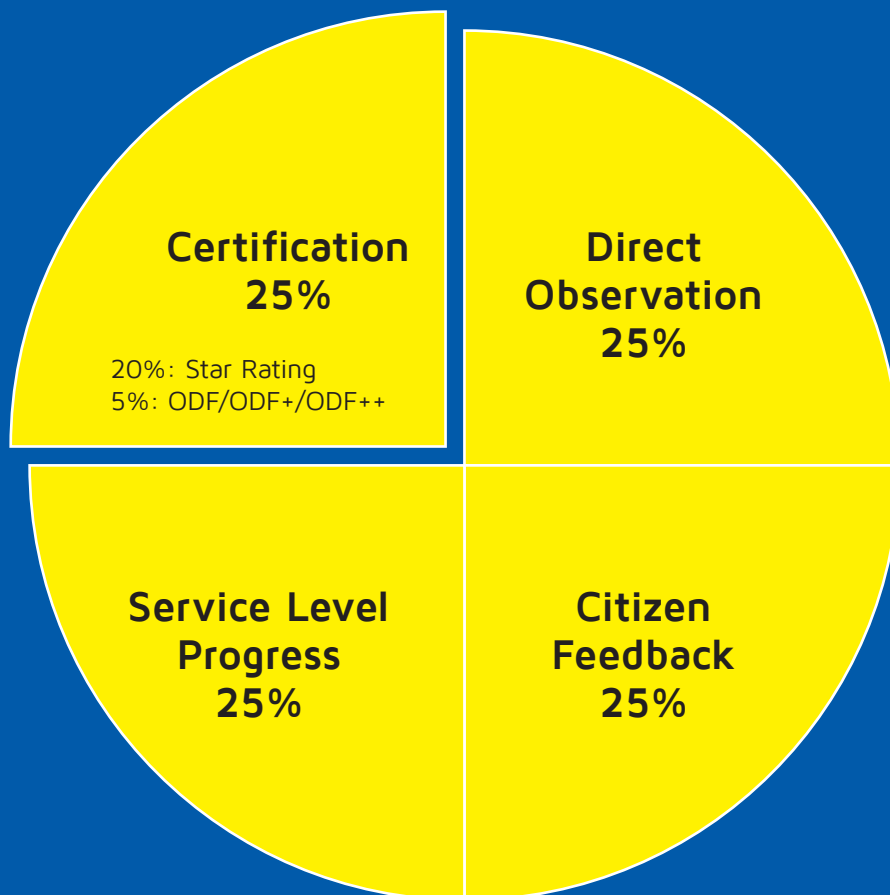 Certification
25%
20%: Star Rating
5%: ODF/ODF+/ODF++
Direct
Observation
25%
Service Level
Progress
25%
Citizen
Feedback
25%